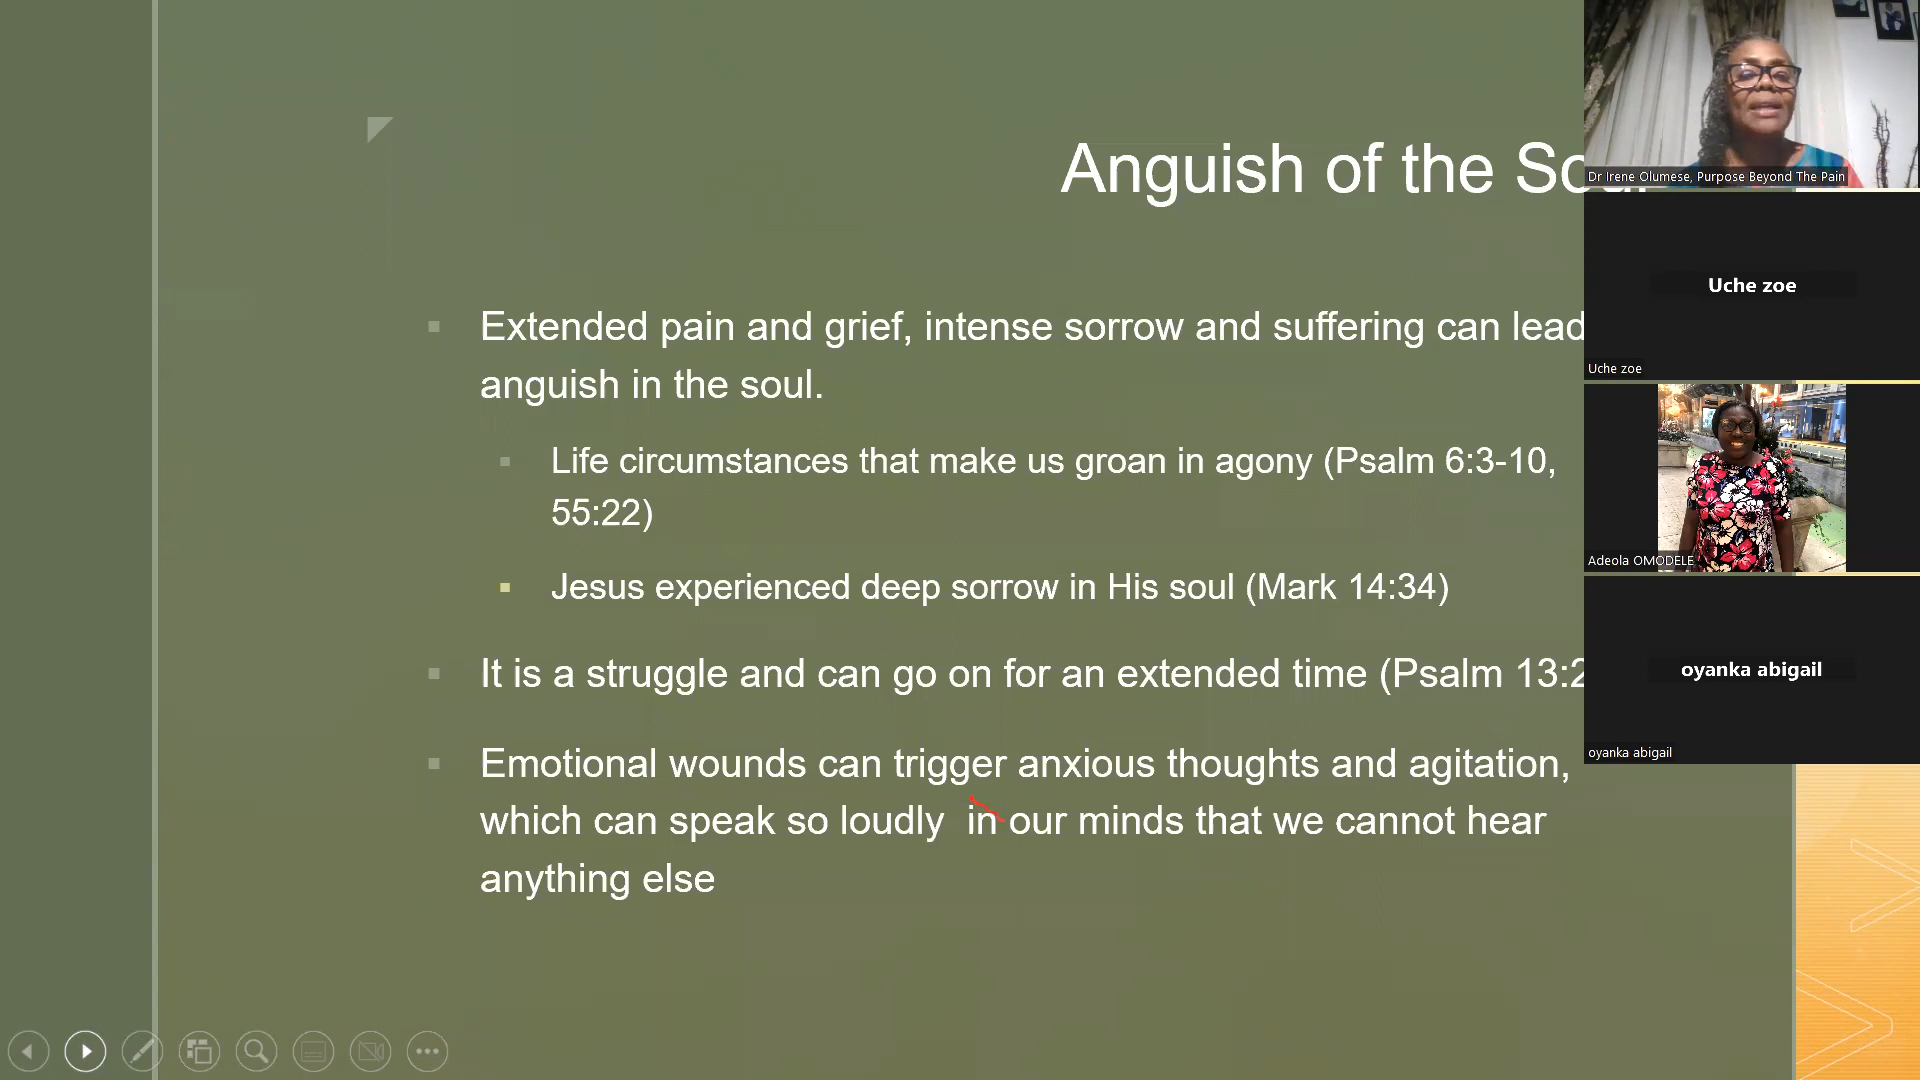 Anguish of the So
Extended pain and grief, intense sorrow and suffering can lead
anguish in the soul.
Life circumstances that make us groan in agony (Psalm 6:3-10,
55:22)
Jesus experienced deep sorrow in His soul (Mark 14:34)
It is a struggle and can go on for an extended time (Psalm 13:2
Emotional wounds can trigger anxious thoughts and agitation,
which can speak so loudly  in our minds that we cannot hear
anything else
Dr Irene Olumese, Purpose Beyond The Pain
Uche zoe
Uche zoe
Adeola OMODELE
oyanka abigail
oyanka abigail